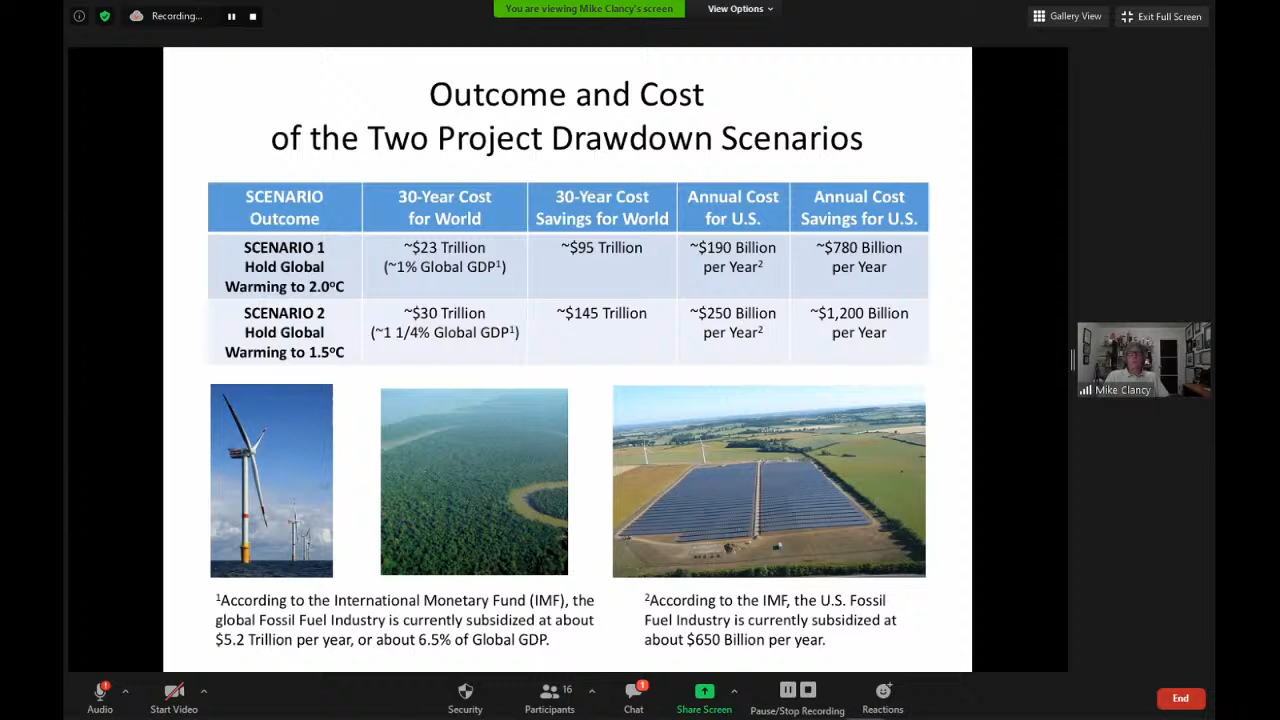 Recording...
You are viewing Mike Clancy's screen
View Options
Gallery View
Exit Full Screen
Outcome and Cost
of the Two Project Drawdown Scenarios
SCENARIO
Outcome
30-Year Cost
for World
30-Year Cost
Savings for World
Annual Cost
for U.S.
Annual Cost
Savings for U.S.
SCENARIO 1
Hold Global
Warming to 2.0ºC
~$23 Trillion
(~1% Global GDP¹)
~$95 Trillion
~$190 Billion
per Year²
~$780 Billion
per Year
SCENARIO 2
Hold Global
Warming to 1.5ºC
~$30 Trillion
(~1 1/4% Global GDP¹)
~$145 Trillion
~$250 Billion
per Year²
~$1,200 Billion
per Year
Mike Clancy
¹According to the International Monetary Fund (IMF), the
global Fossil Fuel Industry is currently subsidized at about
$5.2 Trillion per year, or about 6.5% of Global GDP.
²According to the IMF, the U.S. Fossil
Fuel Industry is currently subsidized at
about $650 Billion per year.
Audio
Start Video
Security
16
Participants
1
Chat
Share Screen
Pause/Stop Recording
Reactions
End